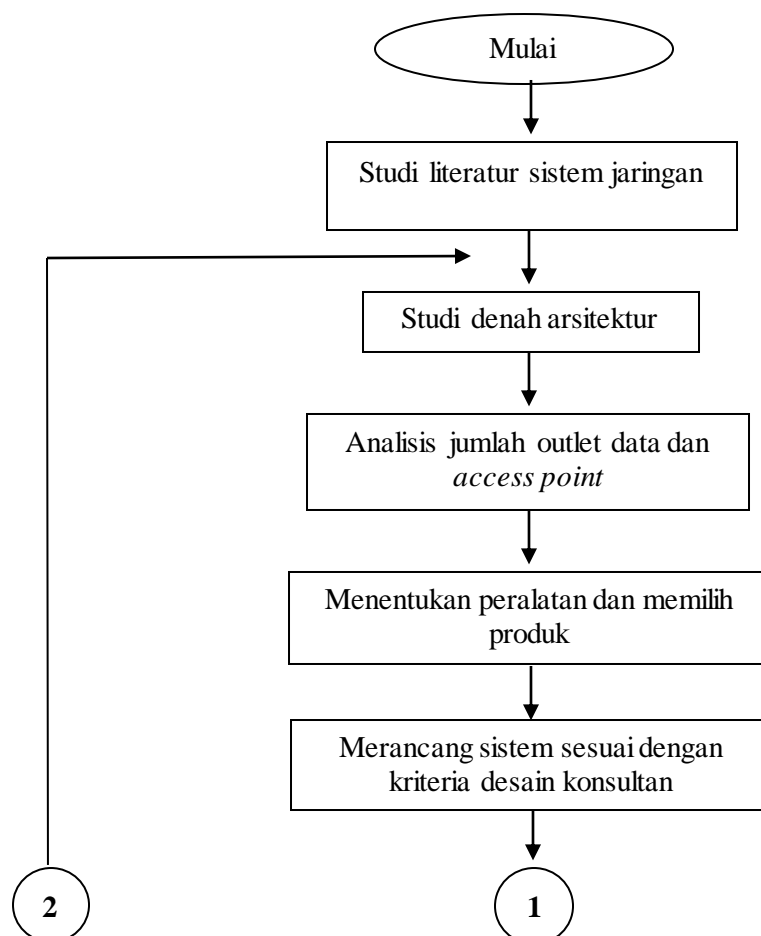 Mulai
Studi literatur sistem jaringan
Studi denah arsitektur
Analisis jumlah outlet data dan
access point
Menentukan peralatan dan memilih
produk
Merancang sistem sesuai dengan
kriteria desain konsultan
2
1